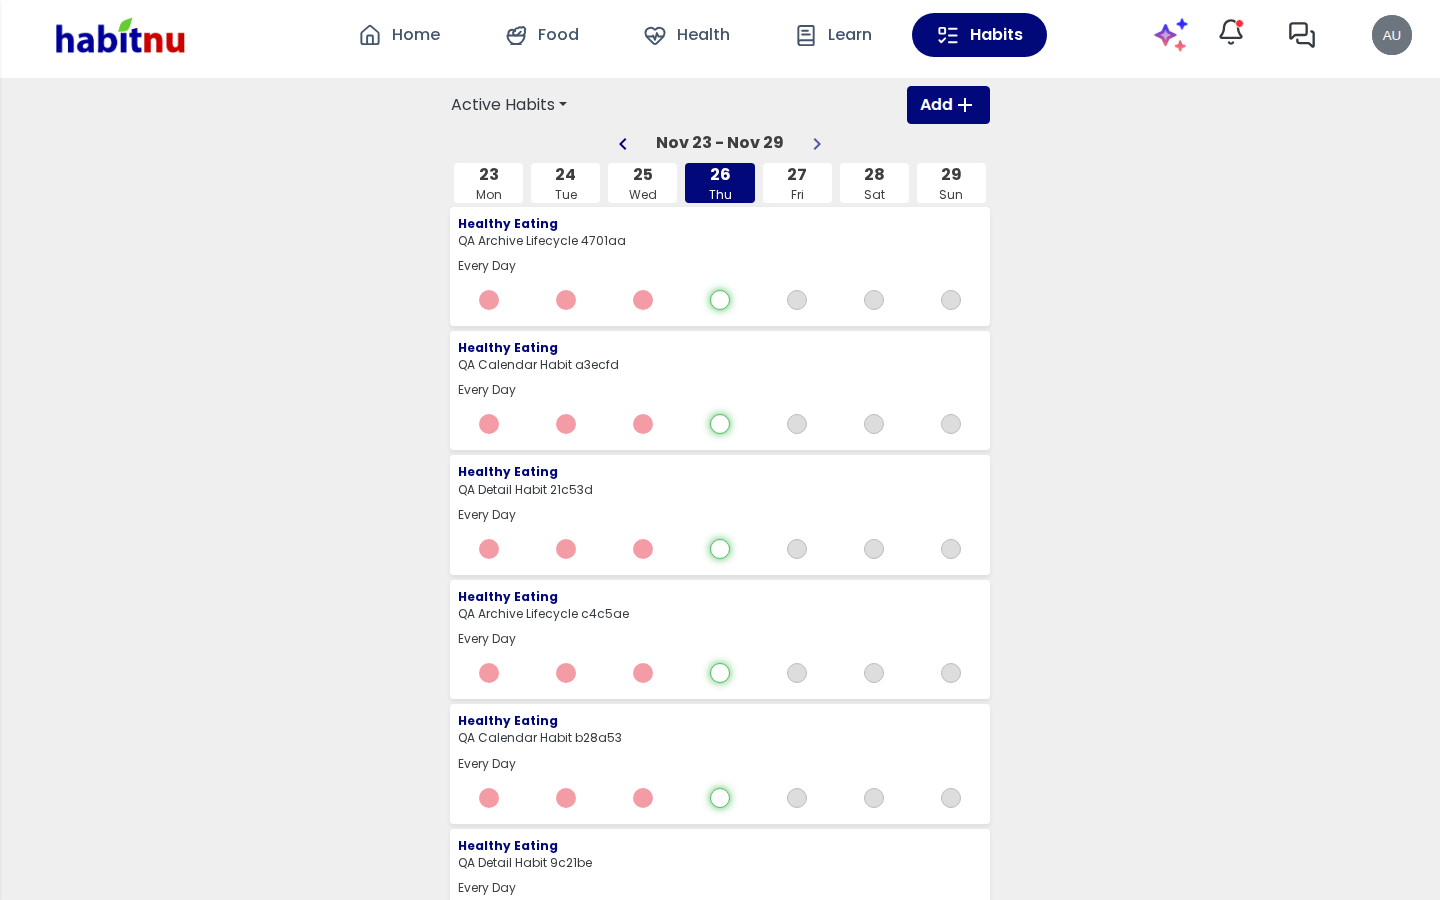 habitnu
Home
Food
Health
Learn
Habits
AU
Active Habits
Add
Nov 23 - Nov 29
23 Mon
24 Tue
25 Wed
26 Thu
27 Fri
28 Sat
29 Sun
Healthy Eating
QA Archive Lifecycle 4701aa
Every Day
Healthy Eating
QA Calendar Habit a3ecfd
Every Day
Healthy Eating
QA Detail Habit 21c53d
Every Day
Healthy Eating
QA Archive Lifecycle c4c5ae
Every Day
Healthy Eating
QA Calendar Habit b28a53
Every Day
Healthy Eating
QA Detail Habit 9c21be
Every Day